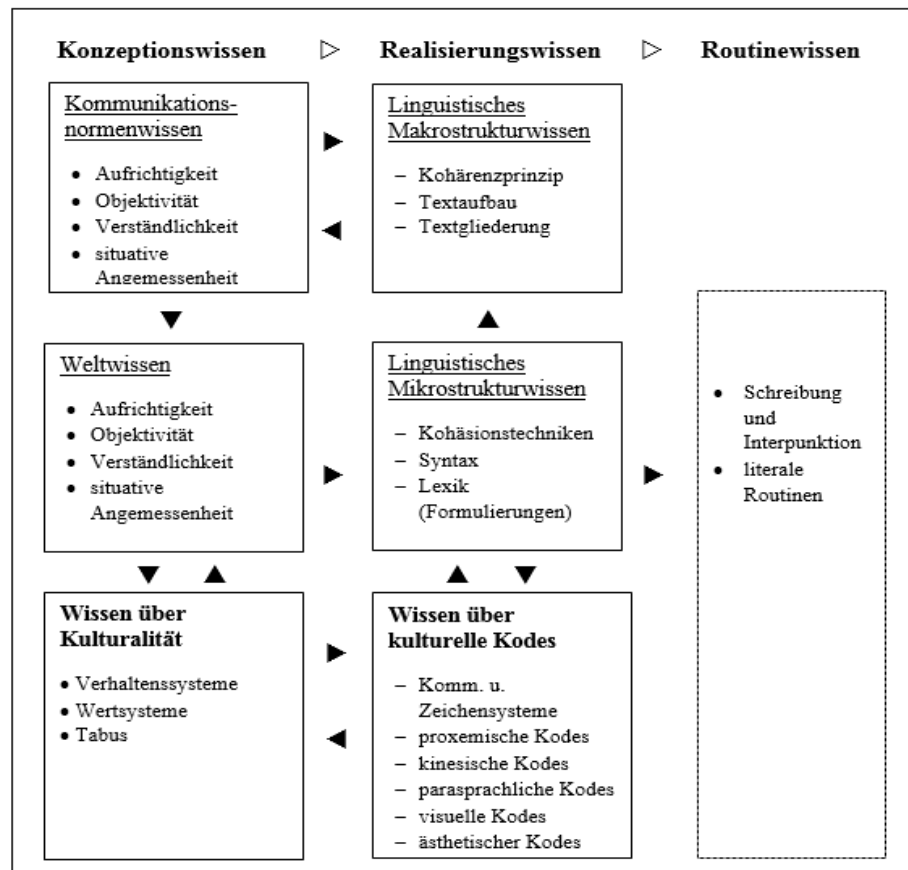 Konzeptionswissen ▷ Realisierungswissen ▷ Routinewissen
Kommunikations-
normenwissen
• Aufrichtigkeit
• Objektivität
• Verständlichkeit
• situative
Angemessenheit
Linguistisches
Makrostrukturwissen
– Kohärenzprinzip
– Textaufbau
– Textgliederung
Weltwissen
• Aufrichtigkeit
• Objektivität
• Verständlichkeit
• situative
Angemessenheit
Linguistisches
Mikrostrukturwissen
– Kohäsionstechniken
– Syntax
– Lexik
(Formulierungen)
• Schreibung
und
Interpunktion
• literale
Routinen
Wissen über
Kulturalität
• Verhaltenssysteme
• Wertsysteme
• Tabus
Wissen über
kulturelle Kodes
– Komm. u.
Zeichensysteme
– proxemische Kodes
– kinesische Kodes
– parasprachliche Kodes
– visuelle Kodes
– ästhetischer Kodes